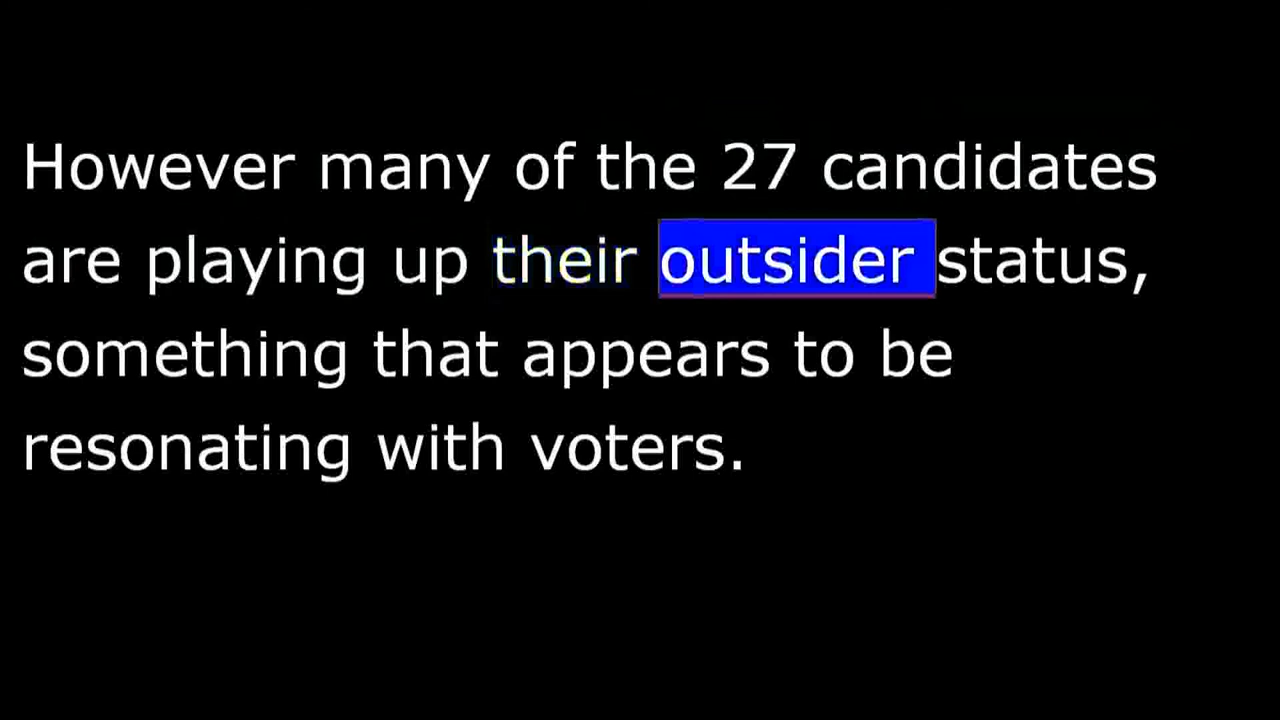 However many of the 27 candidates
are playing up their outsider status,
something that appears to be
resonating with voters.